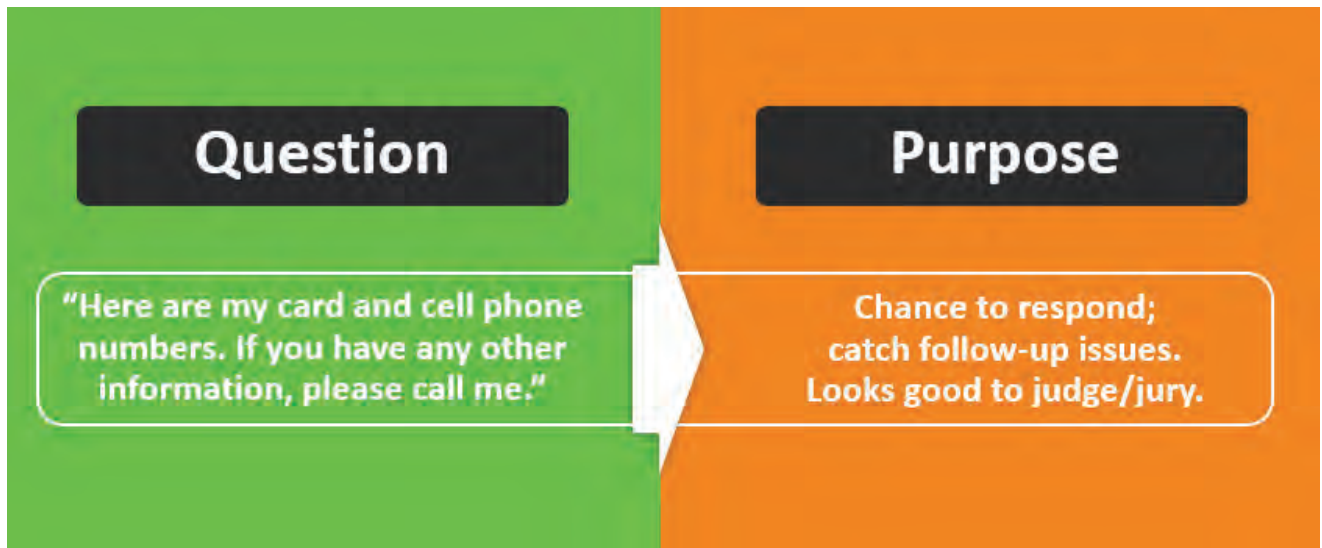 Question
"Here are my card and cell phone
numbers. If you have any other
information, please call me."
Purpose
Chance to respond;
catch follow-up issues.
Looks good to judge/jury.